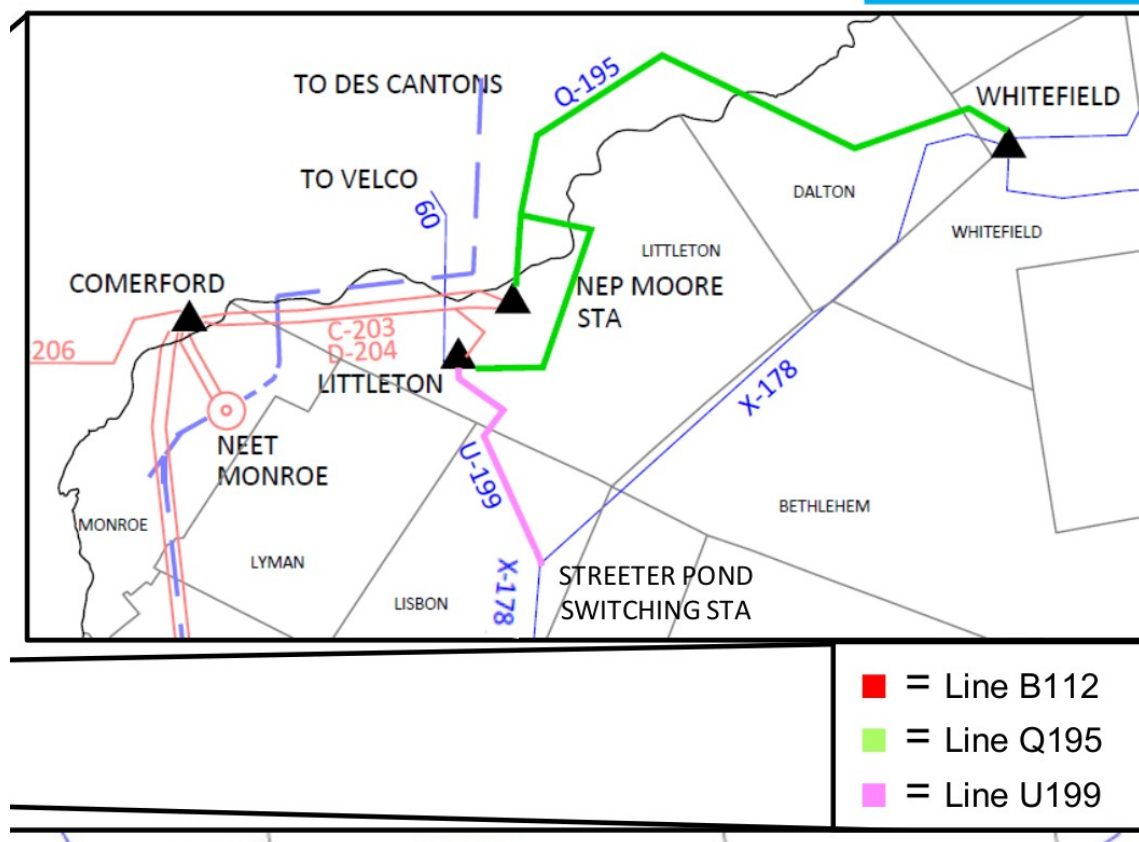 TO DES CANTONS
Q-195
WHITEFIELD
TO VELCO
60
DALTON
WHITEFIELD
LITTLETON
COMERFORD
NEP MOORE
STA
206
C-203
D-204
LITTLETON
X-178
NEET
MONROE
U-199
MONROE
BETHLEHEM
LYMAN
X-178
STREETER POND
SWITCHING STA
LISBON
= Line B112
= Line Q195
= Line U199